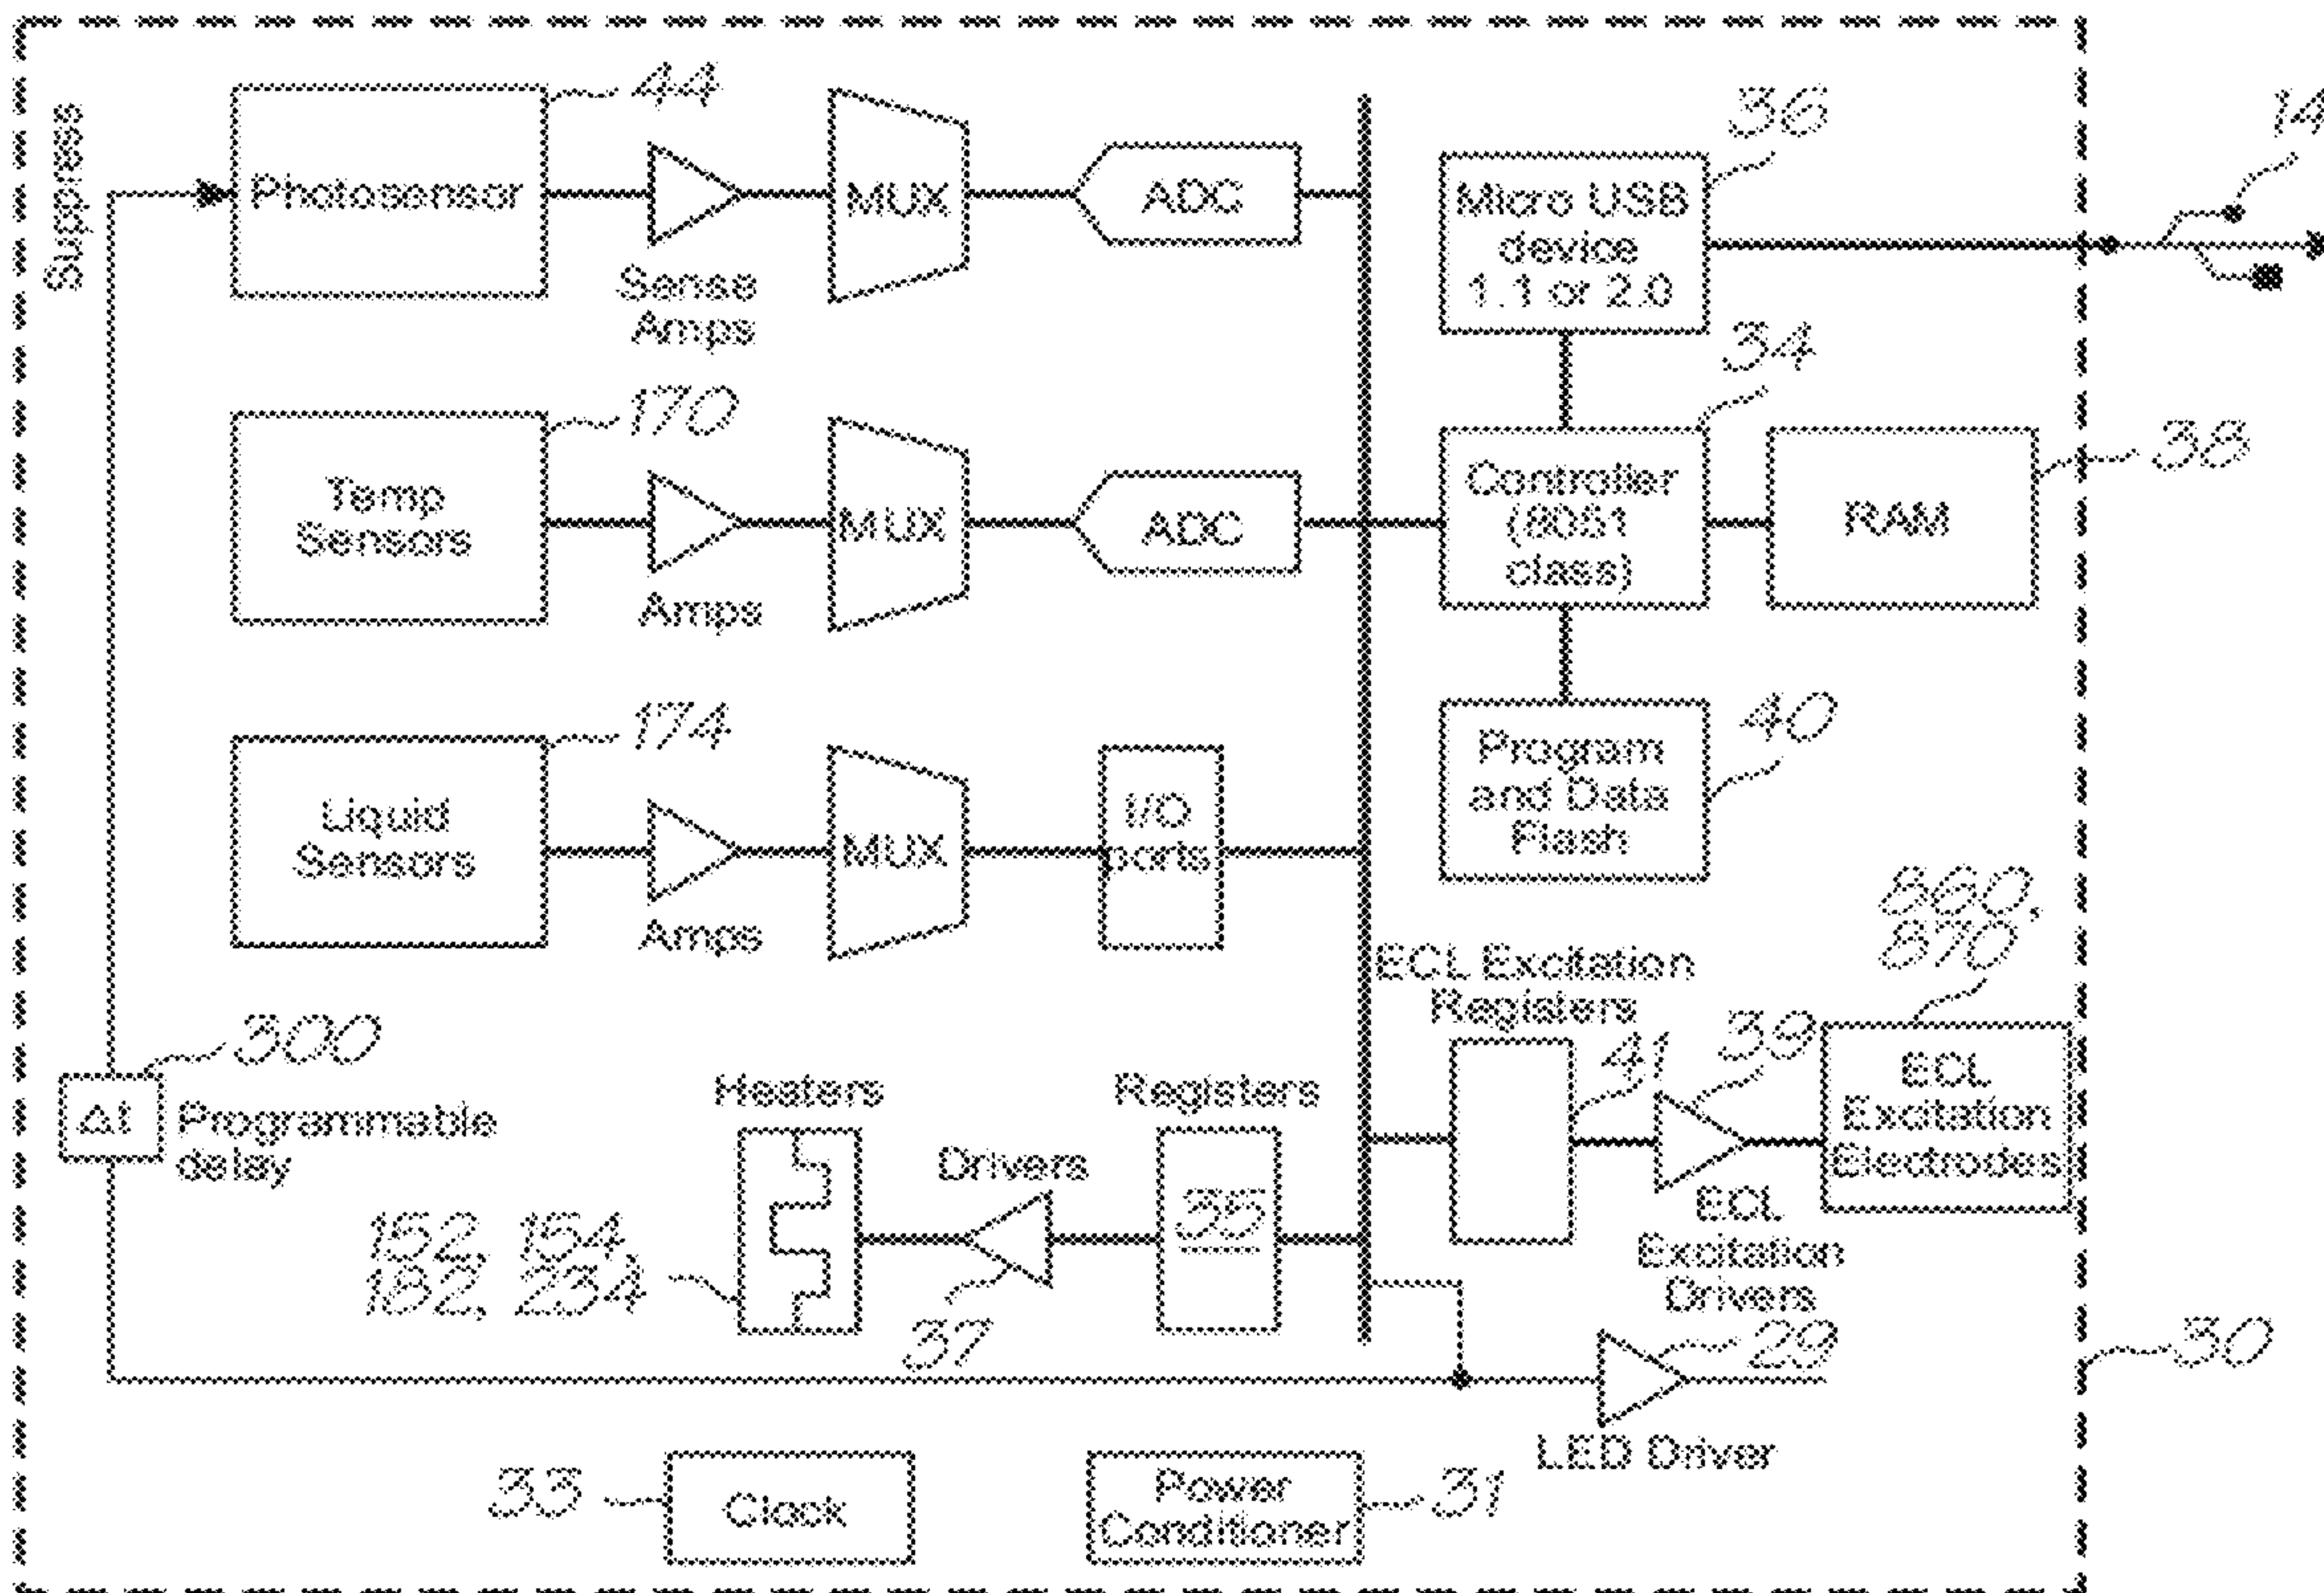 Suppress
44
Photosensor
Sense
Amps
MUX
ADC
36
Micro USB
device
1.1 or 2.0
14
170
Temp
Sensors
Amps
MUX
ADC
34
Controller
(8051
class)
38
RAM
174
Liquid
Sensors
Amps
MUX
I/O
ports
40
Program
and Data
Flash
860,
870
ECL Excitation
Registers
41
39
ECL
Excitation
Electrodes
ECL
Excitation
Drivers
300
Δt
Programmable
delay
Heaters
152, 154,
182, 234
Drivers
37
Registers
35
29
LED Driver
30
33
Clock
Power
Conditioner
31